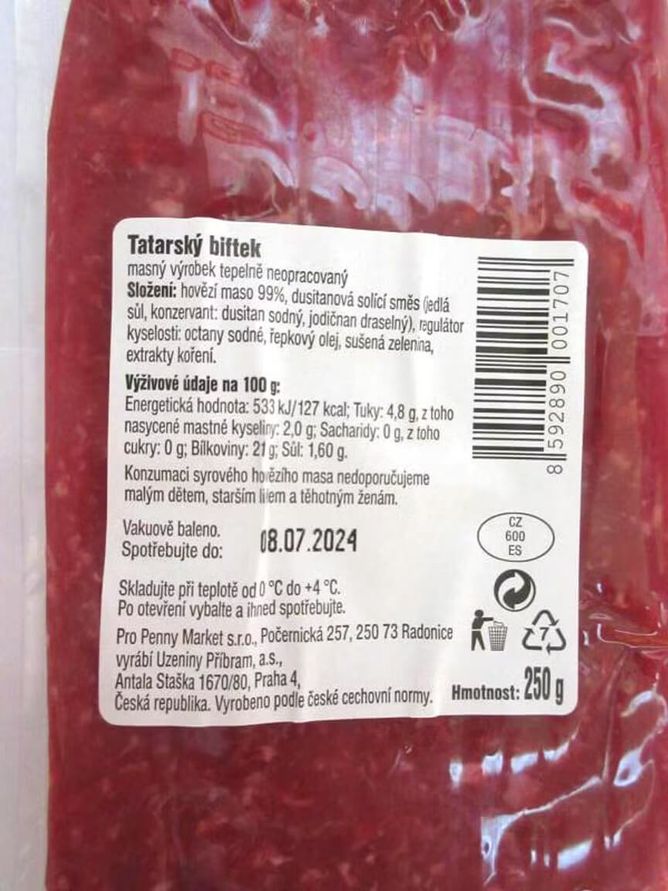 Tatarský biftek
masný výrobek tepelně neopracovaný
Složení: hovězí maso 99%, dusitanová solící směs (jedlá
sůl, konzervant: dusitan sodný, jodičnan draselný), regulátor
kyselosti: octany sodné, řepkový olej, sušená zelenina,
extrakty koření.
Výživové údaje na 100 g:
Energetická hodnota: 533 kJ/127 kcal; Tuky: 4,8 g, z toho
nasycené mastné kyseliny: 2,0 g; Sacharidy: 0 g, z toho
cukry: 0 g; Bílkoviny: 21 g; Sůl: 1,60 g.
Konzumaci syrového hovězího masa nedoporučujeme
malým dětem, starším lidem a těhotným ženám.
Vakuově baleno.
Spotřebujte do: 08.07.2024
Skladujte při teplotě od 0 °C do +4 °C.
Po otevření vybalte a ihned spotřebujte.
Pro Penny Market s.r.o., Počernická 257, 250 73 Radonice
vyrábí Uzeniny Příbram, a.s.,
Antala Staška 1670/80, Praha 4,
Česká republika. Vyrobeno podle české cechovní normy.
Hmotnost: 250 g
8 592890 001707
CZ
600
ES
7